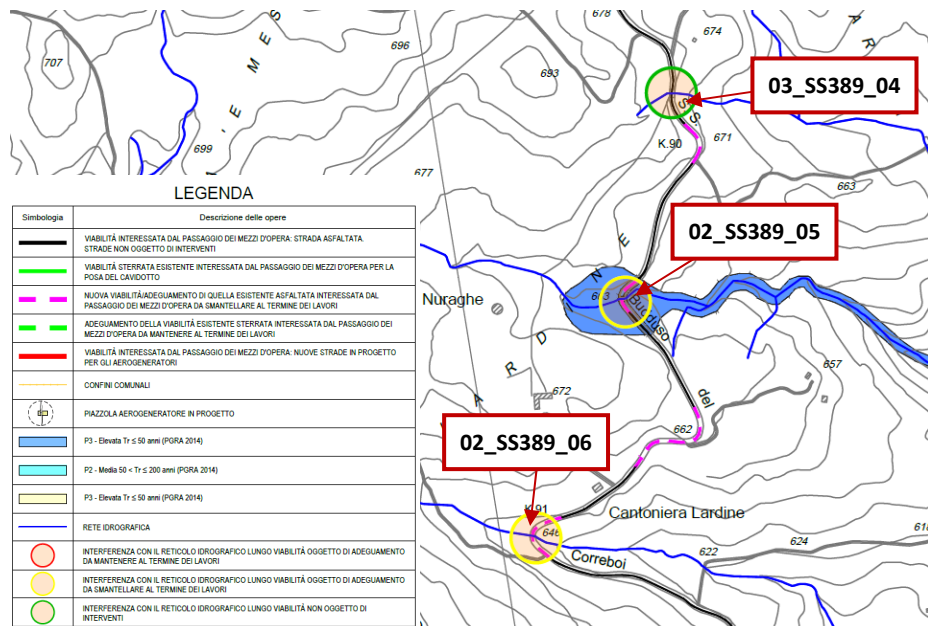 678
674
707
696
693
M E S
- E
A
A R
03_SS389_04
S.S.
699
K.90
671
677
663
LEGENDA
Simbologia
Descrizione delle opere
VIABILITÀ INTERESSATA DAL PASSAGGIO DEI MEZZI D'OPERA: STRADA ASFALTATA.
STRADE NON OGGETTO DI INTERVENTI
VIABILITÀ STERRATA ESISTENTE INTERESSATA DAL PASSAGGIO DEI MEZZI D'OPERA PER LA
POSA DEL CAVIDOTTO
NUOVA VIABILITÀ/ADEGUAMENTO DI QUELLA ESISTENTE ASFALTATA INTERESSATA DAL
PASSAGGIO DEI MEZZI D'OPERA DA SMANTELLARE AL TERMINE DEI LAVORI
ADEGUAMENTO DELLA VIABILITÀ ESISTENTE STERRATA INTERESSATA DAL PASSAGGIO DEI
MEZZI D'OPERA DA MANTENERE AL TERMINE DEI LAVORI
VIABILITÀ INTERESSATA DAL PASSAGGIO DEI MEZZI D'OPERA: NUOVE STRADE IN PROGETTO
PER GLI AEROGENERATORI
CONFINI COMUNALI
PIAZZOLA AEROGENERATORE IN PROGETTO
P3 - Elevata Tr ≤ 50 anni (PGRA 2014)
P2 - Media 50 < Tr ≤ 200 anni (PGRA 2014)
P3 - Elevata Tr ≤ 50 anni (PGRA 2014)
RETE IDROGRAFICA
INTERFERENZA CON IL RETICOLO IDROGRAFICO LUNGO VIABILITÀ OGGETTO DI ADEGUAMENTO
DA MANTENERE AL TERMINE DEI LAVORI
INTERFERENZA CON IL RETICOLO IDROGRAFICO LUNGO VIABILITÀ OGGETTO DI ADEGUAMENTO
DA SMANTELLARE AL TERMINE DEI LAVORI
INTERFERENZA CON IL RETICOLO IDROGRAFICO LUNGO VIABILITÀ NON OGGETTO DI
INTERVENTI
02_SS389_05
Nuraghe
A R D I N E
Budduso
657
672
del
662
02_SS389_06
K.91
Cantoniera Lardine
Correboi
622
624